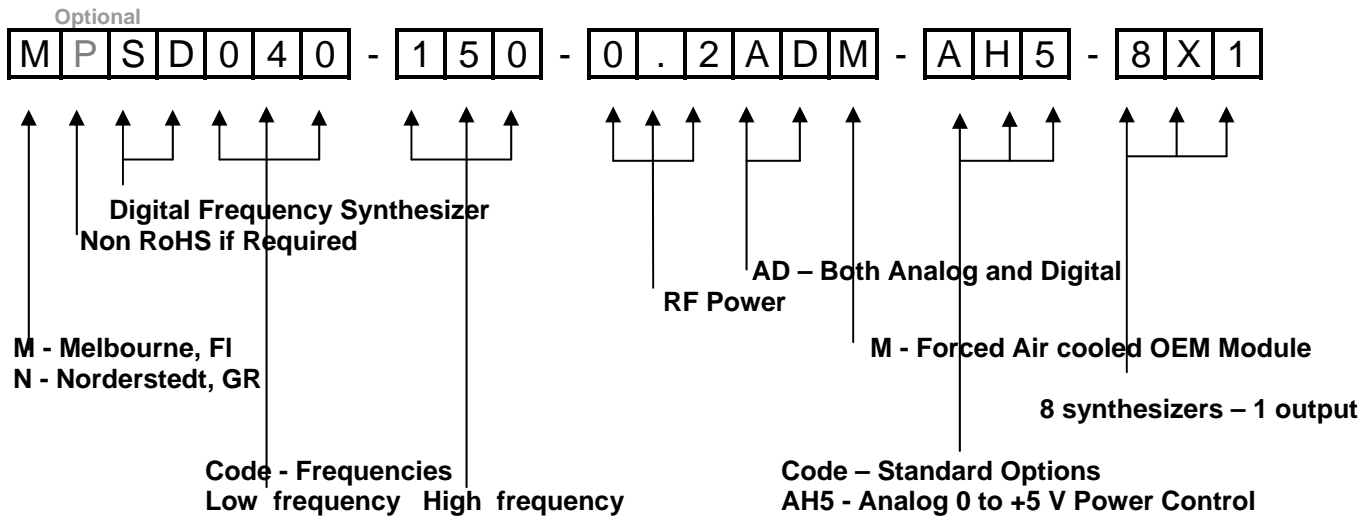 Optional
MPSD040 - 150 - 0.2ADM - AH5 - 8X1
Digital Frequency Synthesizer
Non RoHS if Required
AD – Both Analog and Digital
RF Power
M - Melbourne, Fl
N - Norderstedt, GR
M - Forced Air cooled OEM Module
8 synthesizers – 1 output
Code - Frequencies
Low frequency High frequency
Code – Standard Options
AH5 - Analog 0 to +5 V Power Control